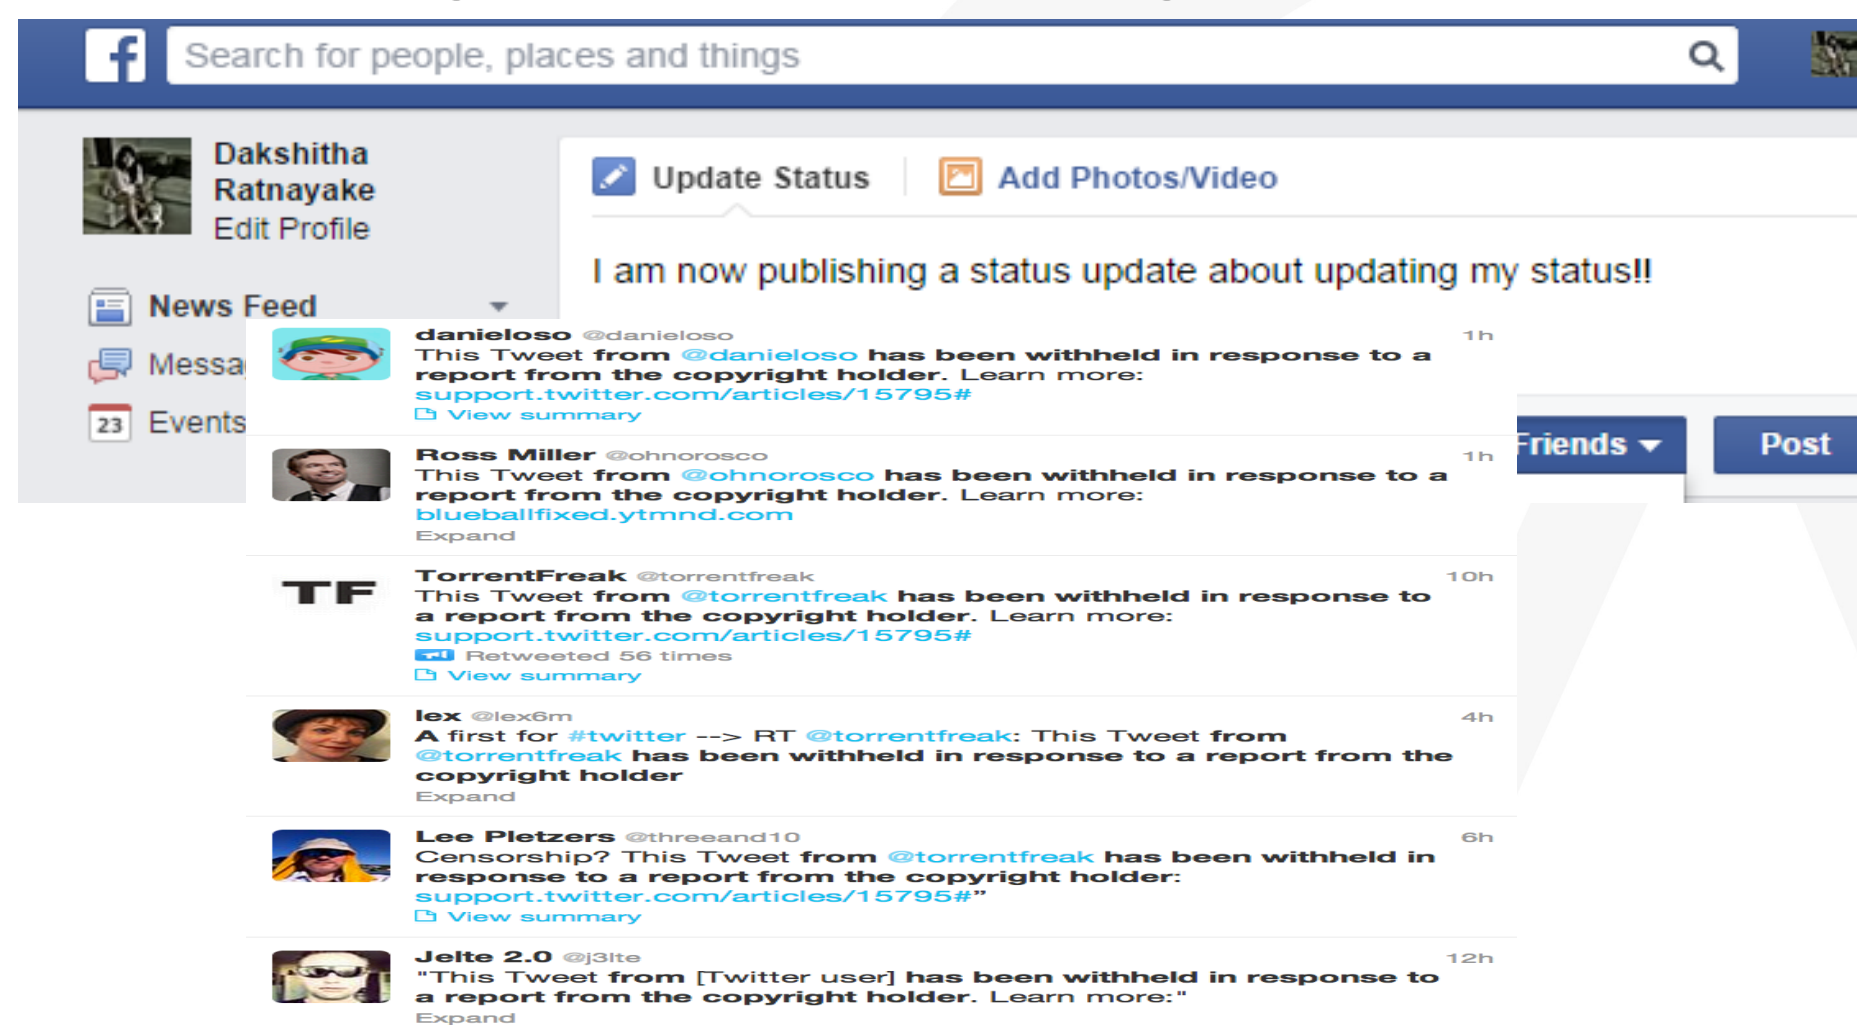 f
Search for people, places and things
Dakshitha
Ratnayake
Edit Profile
Update Status
Add Photos/Video
I am now publishing a status update about updating my status!!
News Feed
23 Events
Friends
Post
danieloso @danieloso 1h
This Tweet from @danieloso has been withheld in response to a
report from the copyright holder. Learn more:
support.twitter.com/articles/15795#
View summary
Ross Miller @ohnorosco 1h
This Tweet from @ohnorosco has been withheld in response to a
report from the copyright holder. Learn more:
blueballfixed.ytmnd.com
Expand
TF
TorrentFreak @torrentfreak 10h
This Tweet from @torrentfreak has been withheld in response to
a report from the copyright holder. Learn more:
support.twitter.com/articles/15795#
Retweeted 56 times
View summary
lex @lex6m 4h
A first for #twitter --> RT @torrentfreak: This Tweet from
@torrentfreak has been withheld in response to a report from the
copyright holder
Expand
Lee Pletzers @threeand10 6h
Censorship? This Tweet from @torrentfreak has been withheld in
response to a report from the copyright holder:
support.twitter.com/articles/15795#”
View summary
Jelte 2.0 @j3lte 12h
"This Tweet from [Twitter user] has been withheld in response to
a report from the copyright holder. Learn more:"
Expand